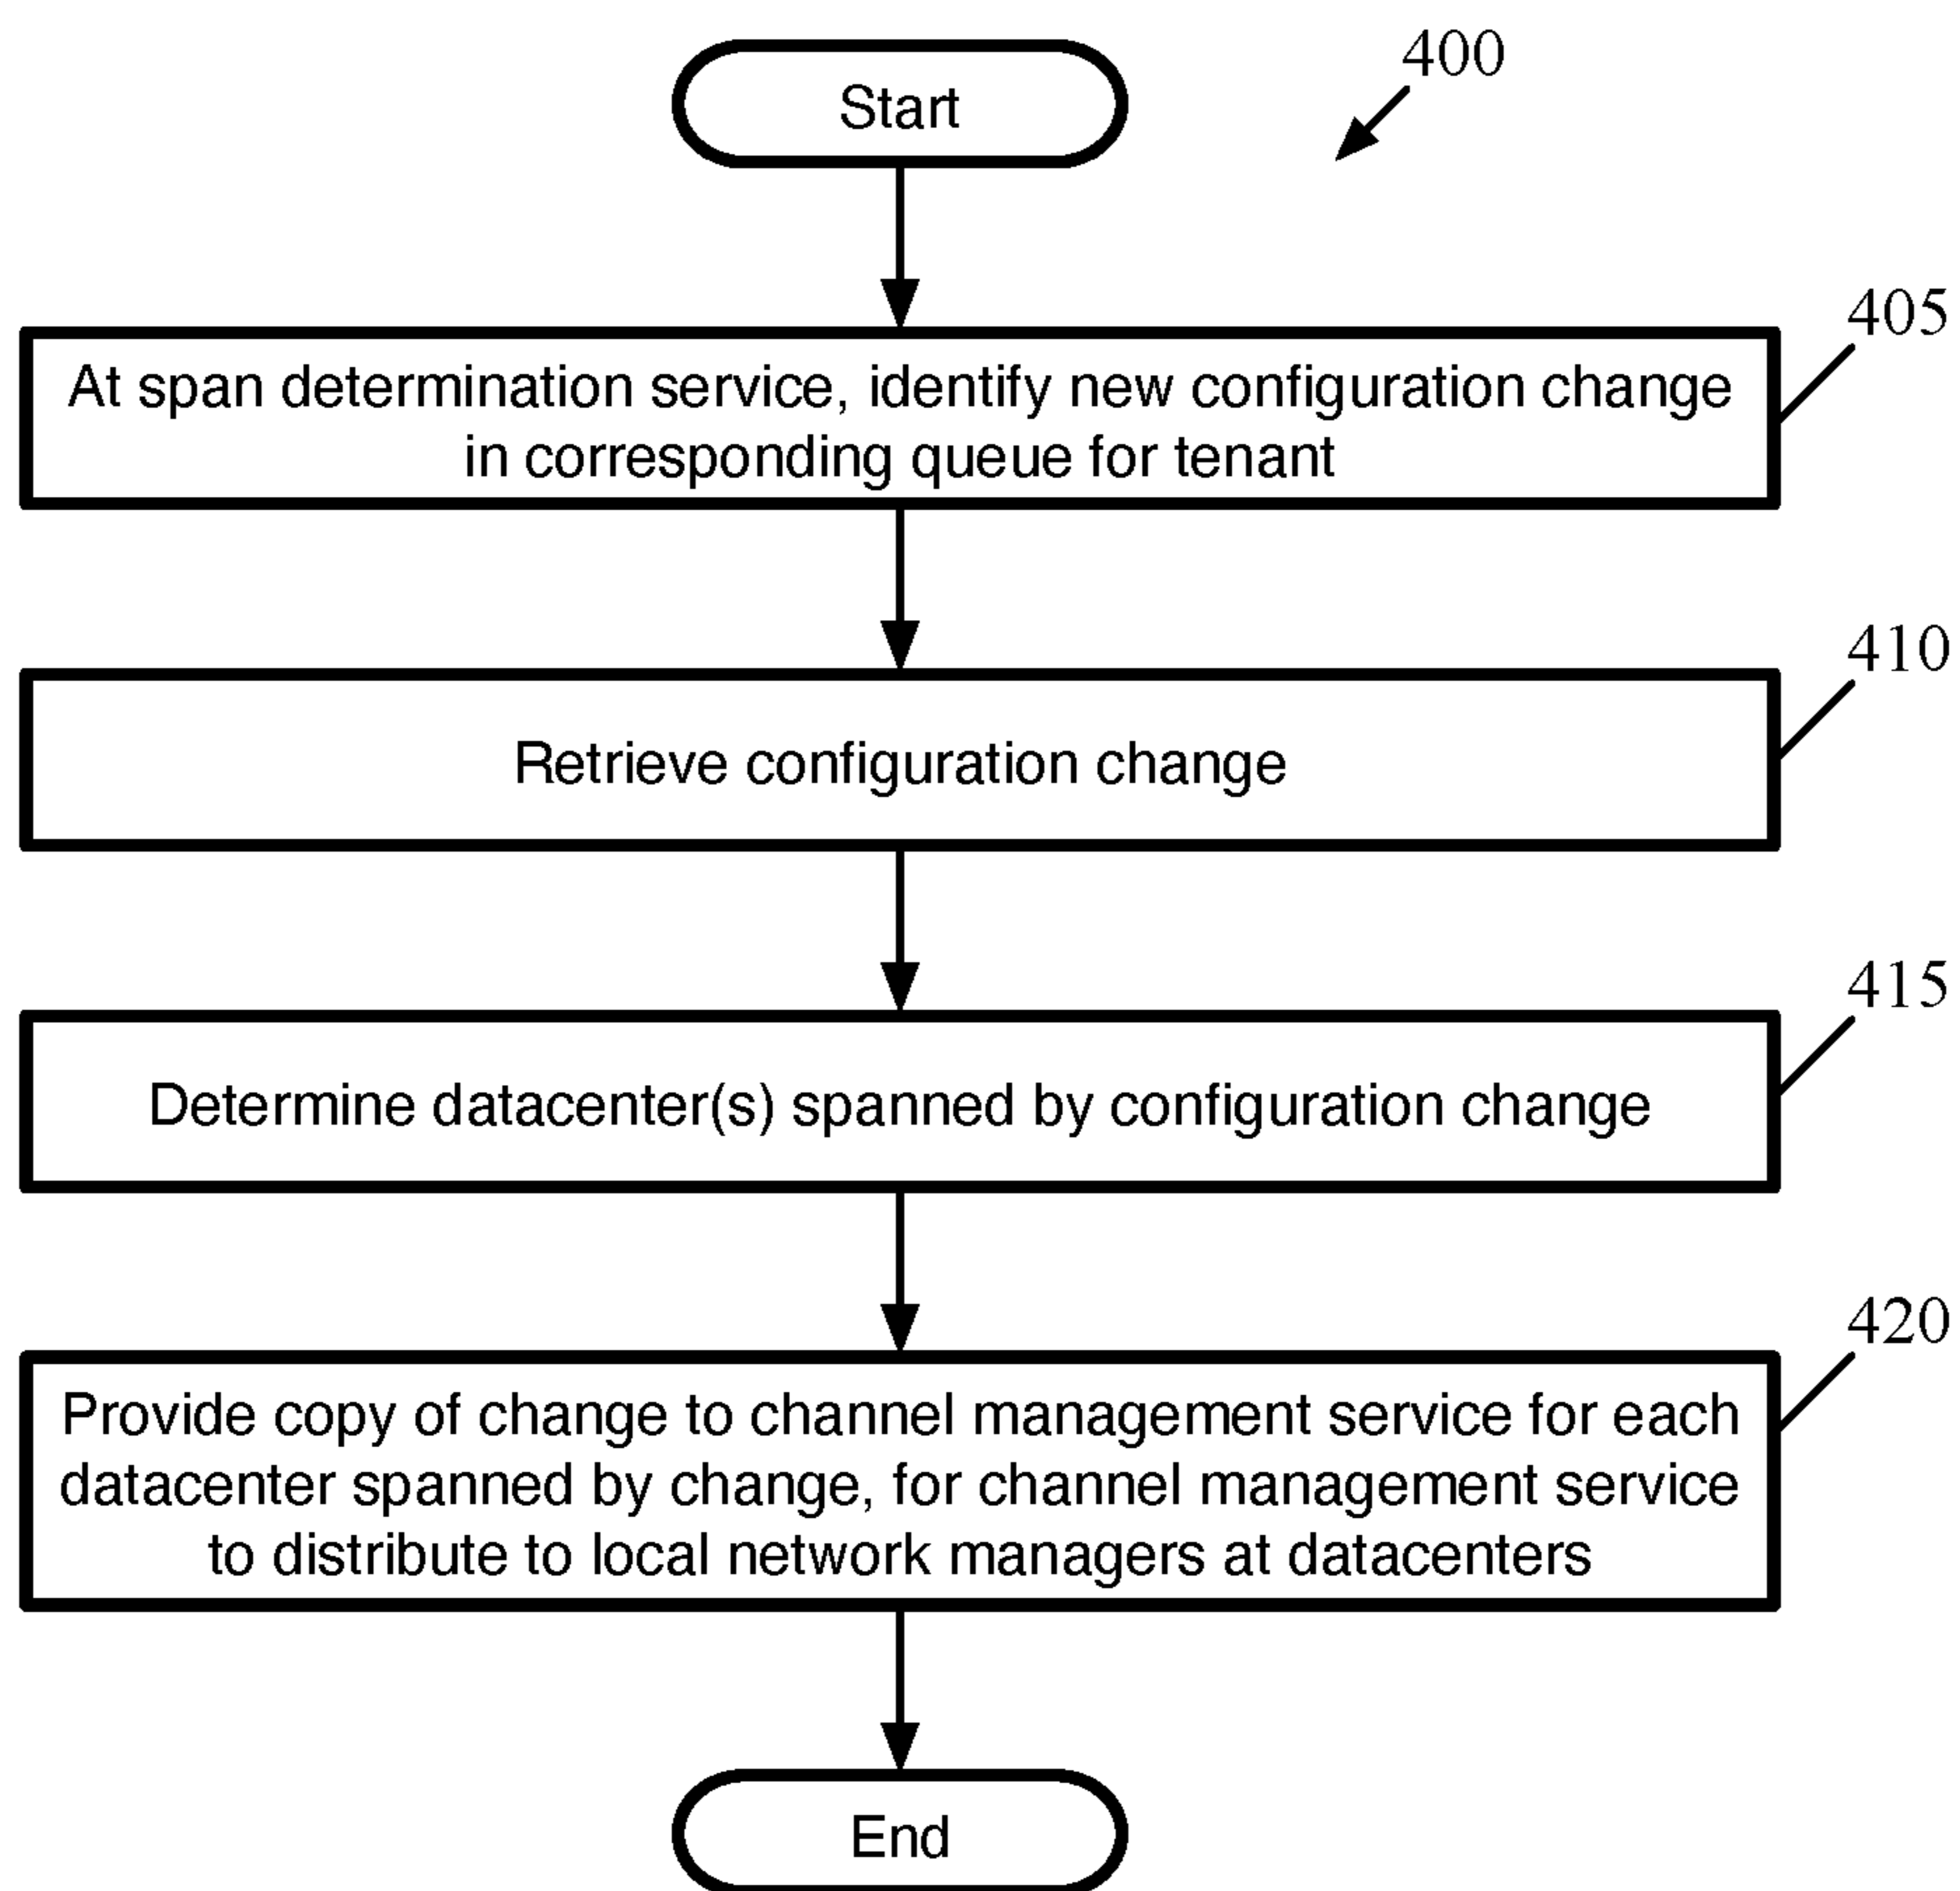 Start
400
405
At span determination service, identify new configuration change
in corresponding queue for tenant
410
Retrieve configuration change
415
Determine datacenter(s) spanned by configuration change
420
Provide copy of change to channel management service for each
datacenter spanned by change, for channel management service
to distribute to local network managers at datacenters
End